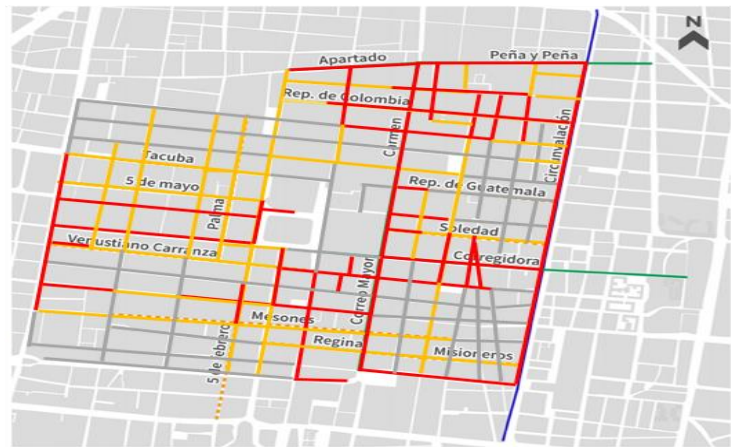 Peña y Peña
Apartado
N
Rep. de Colombia
Carmen
Circunvalación
Tacuba
5 de mayo
Rep. de Guatemala
Palma
Soledad
Venustiano Carranza
Corregidora
Correo Mayor
Mesones
Regina
Misioneros
5 de febrero